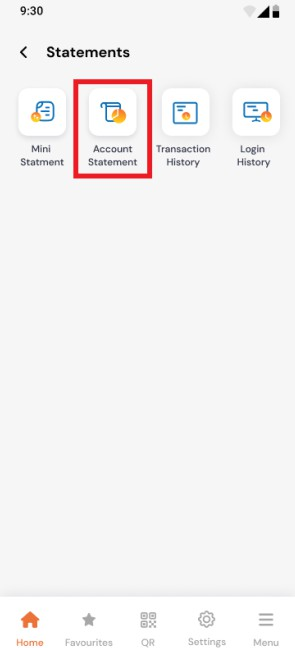 9:30
Statements
Mini
Statment
Account
Statement
Transaction
History
Login
History
Home
Favourites
QR
Settings
Menu